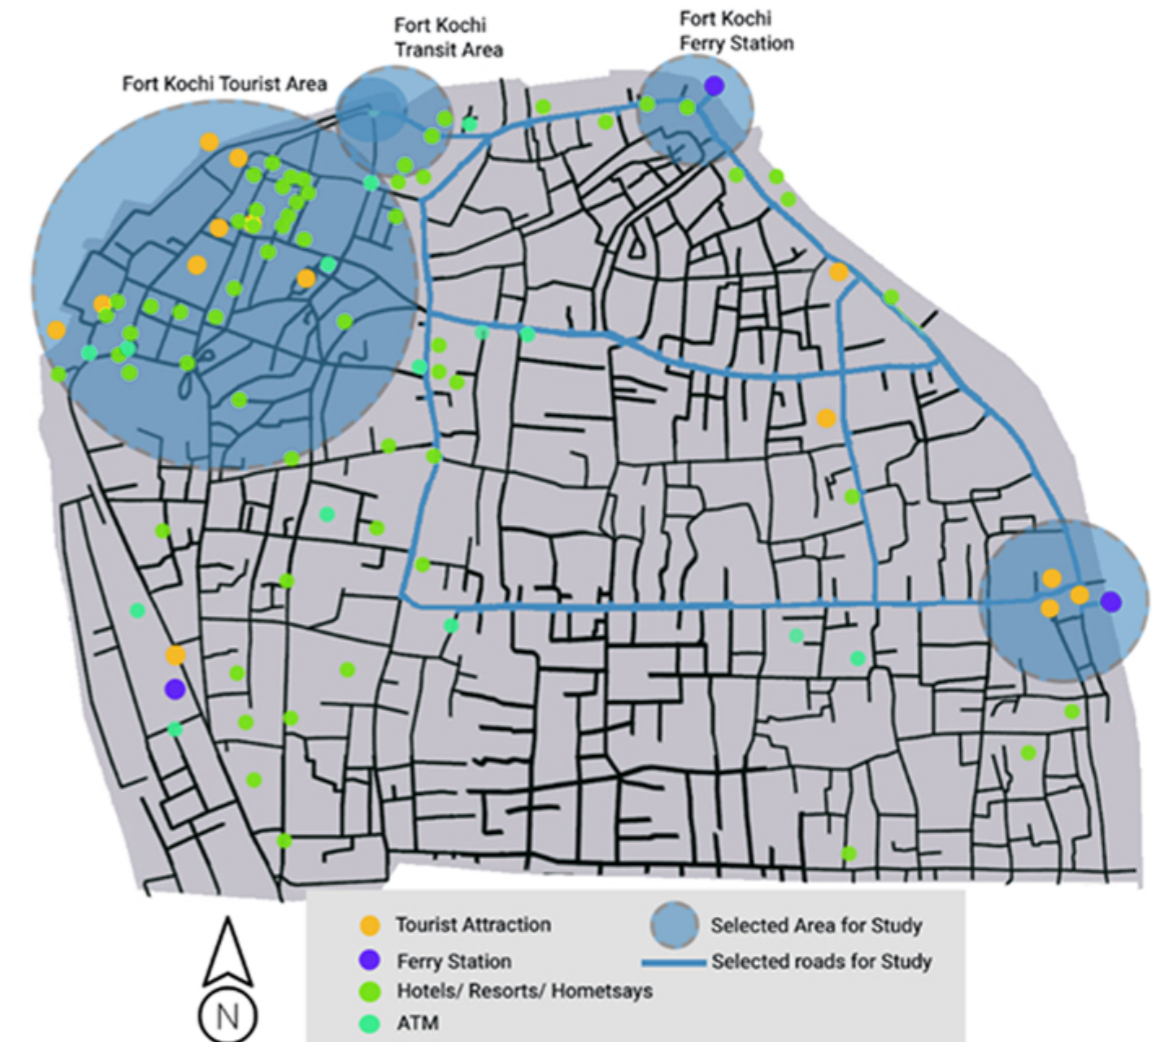 Fort Kochi
Transit Area
Fort Kochi
Ferry Station
Fort Kochi Tourist Area
Tourist Attraction
Ferry Station
Hotels/ Resorts/ Hometsays
ATM
Selected Area for Study
Selected roads for Study
N